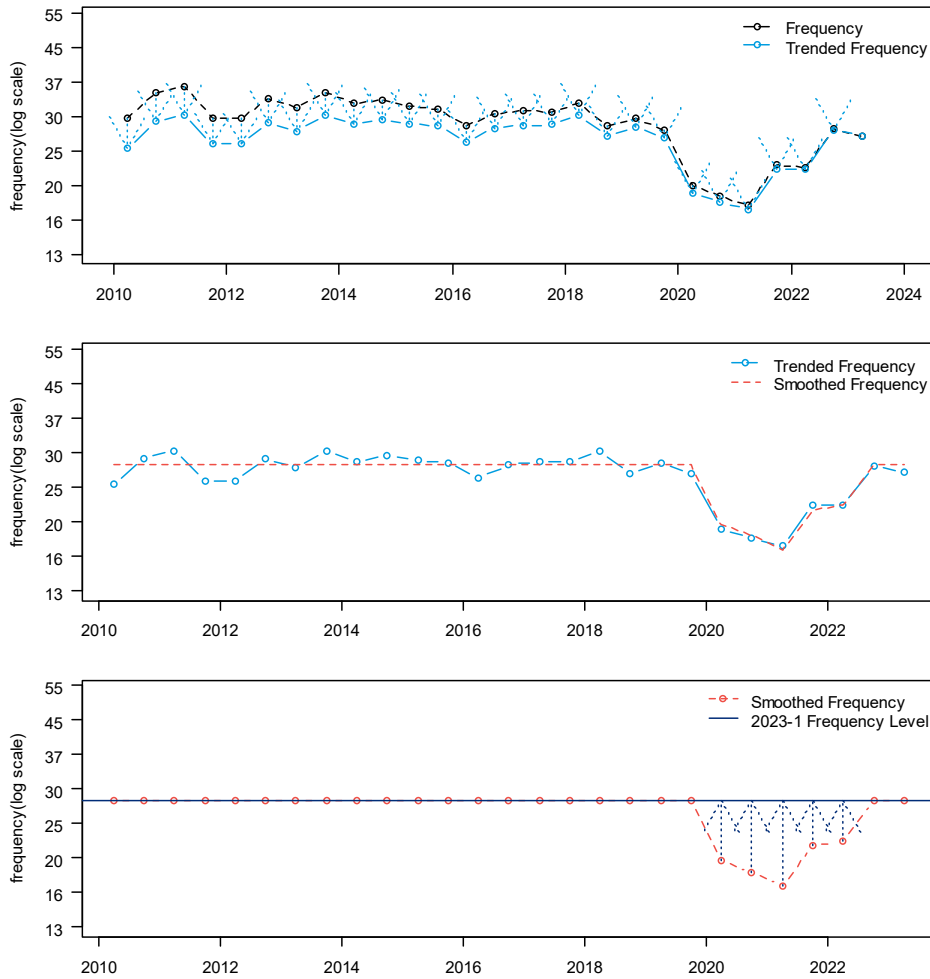 55
45
37
30
25
20
16
13
frequency(log scale)
Frequency
Trended Frequency
2010 2012 2014 2016 2018 2020 2022 2024
55
45
37
30
25
20
16
13
frequency(log scale)
Trended Frequency
Smoothed Frequency
2010 2012 2014 2016 2018 2020 2022
55
45
37
30
25
20
16
13
frequency(log scale)
Smoothed Frequency
2023-1 Frequency Level
2010 2012 2014 2016 2018 2020 2022